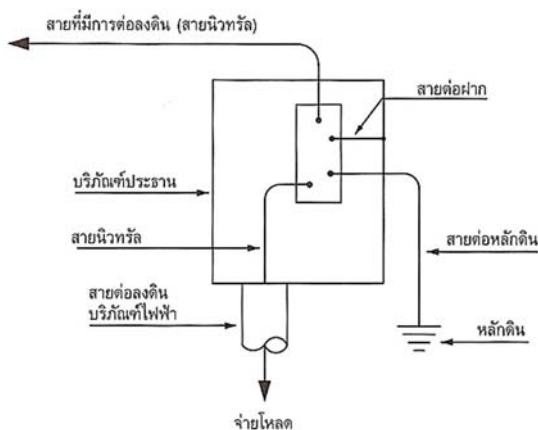 สายที่มีการต่อลงดิน (สายนิวทรัล)
สายต่อฝาก
บริภัณฑ์ประธาน
สายนิวทรัล
สายต่อหลักดิน
สายต่อลงดิน
บริภัณฑ์ไฟฟ้า
หลักดิน
จ่ายโหลด